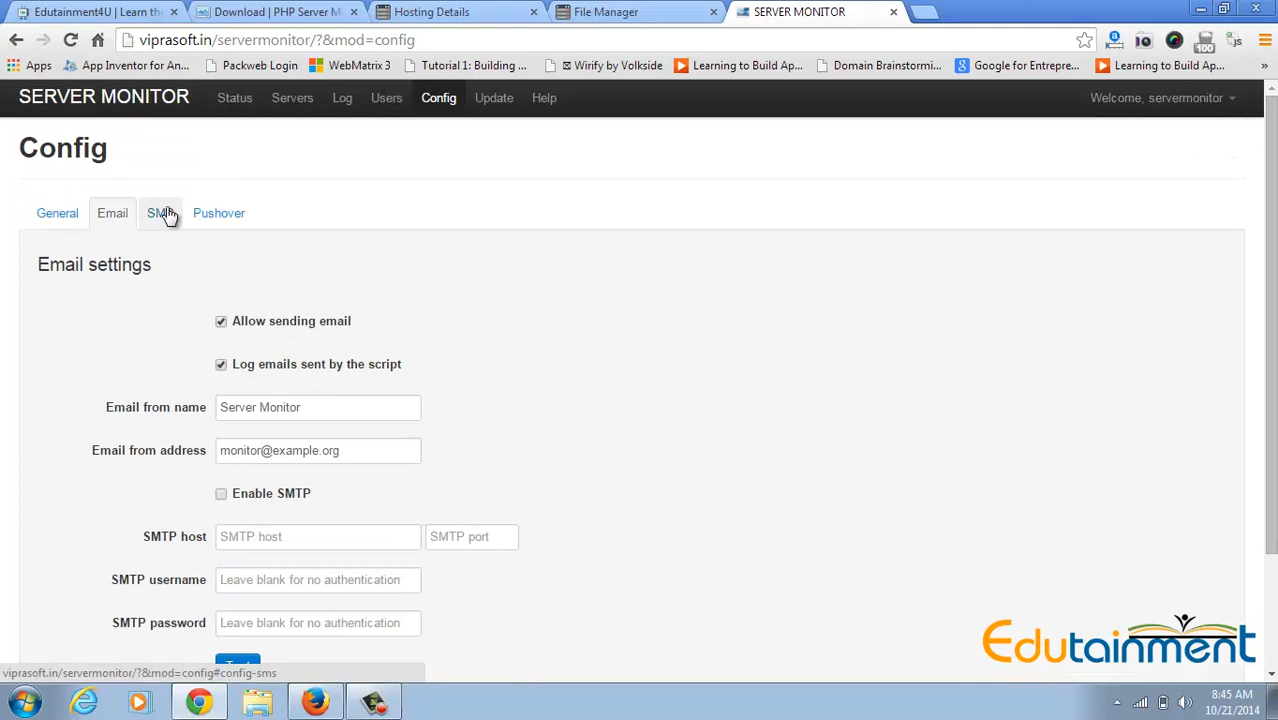 Edutainment4U | Learn the
Download | PHP Server M
Hosting Details
File Manager
SERVER MONITOR
viprasoft.in/servermonitor/?&mod=config
100
js
Apps
App Inventor for An...
Packweb Login
WebMatrix 3
Tutorial 1: Building ...
Wirify by Volkside
Learning to Build Ap...
Domain Brainstormi...
Google for Entrepre...
Learning to Build Ap...
»
SERVER MONITOR
Status
Servers
Log
Users
Config
Update
Help
Welcome, servermonitor
Config
General
Email
Pushover
Email settings
Allow sending email
Log emails sent by the script
Email from name
Server Monitor
Email from address
monitor@example.org
Enable SMTP
SMTP host
SMTP host
SMTP port
SMTP username
Leave blank for no authentication
SMTP password
Leave blank for no authentication
Edutainment
viprasoft.in/servermonitor/?&mod=config#config-sms
8:45 AM
10/21/2014